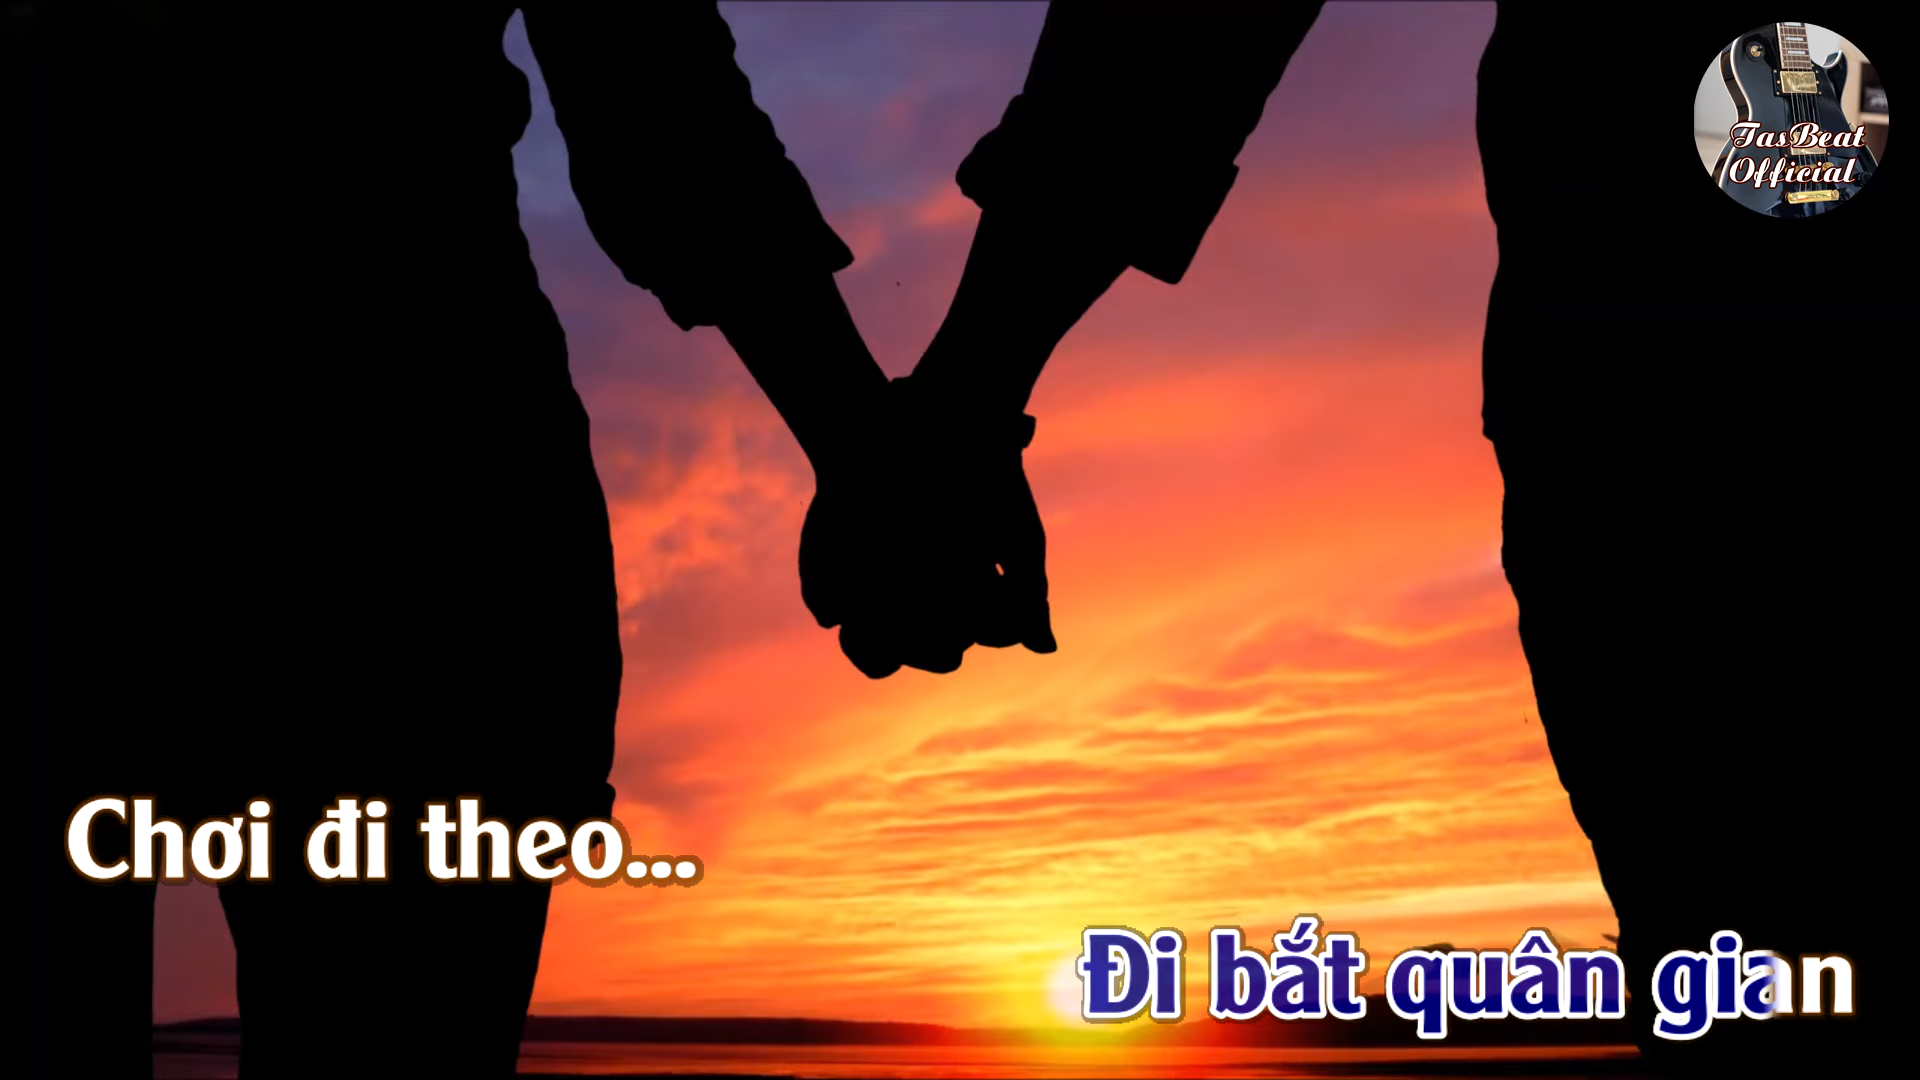 TasBeat
Official
Chơi đi theo...
Đi bắt quân gian